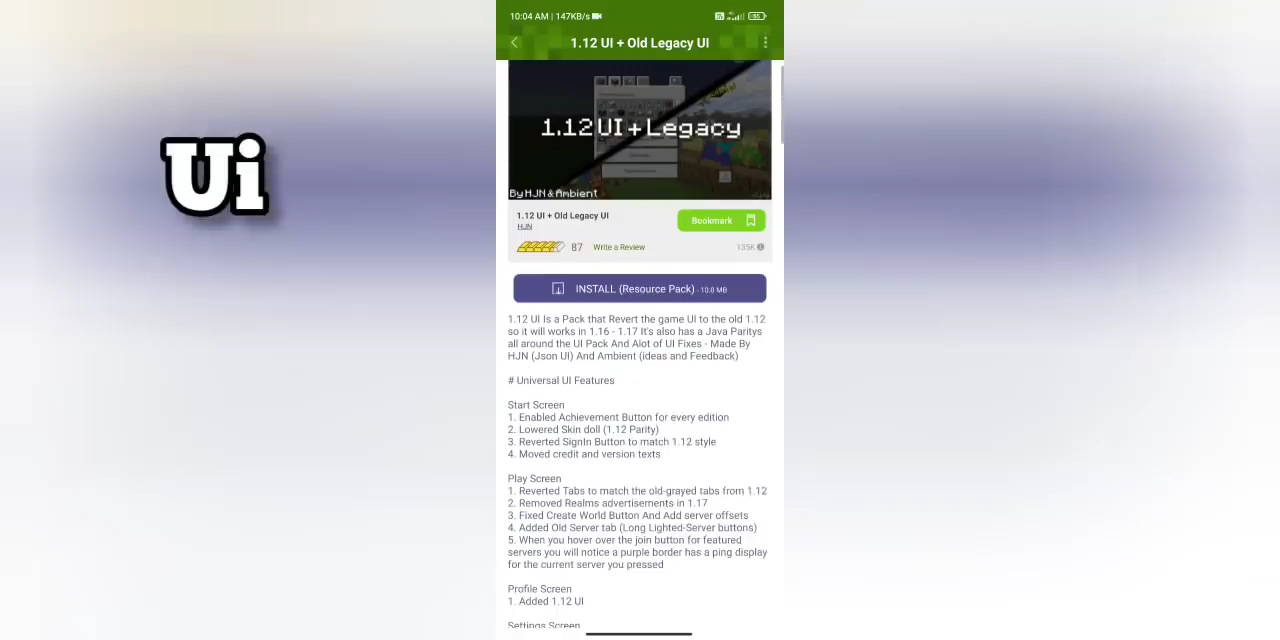 Ui
10:04 AM | 147KB/s
1.12 UI + Old Legacy UI
1.12 UI + Legacy
By HJN & Ambient
1.12 UI + Old Legacy UI
Bookmark
HJN
87 Write a Review
135K
INSTALL (Resource Pack) - 10.0 MB
1.12 UI Is a Pack that Revert the game UI to the old 1.12
so it will works in 1.16 - 1.17 It's also has a Java Paritys
all around the UI Pack And Alot of UI Fixes - Made By
HJN (Json UI) And Ambient (ideas and Feedback)
# Universal UI Features
Start Screen
1. Enabled Achievement Button for every edition
2. Lowered Skin doll (1.12 Parity)
3. Reverted SignIn Button to match 1.12 style
4. Moved credit and version texts
Play Screen
1. Reverted Tabs to match the old-grayed tabs from 1.12
2. Removed Realms advertisements in 1.17
3. Fixed Create World Button And Add server offsets
4. Added Old Server tab (Long Lighted-Server buttons)
5. When you hover over the join button for featured
servers you will notice a purple border has a ping display
for the current server you pressed
Profile Screen
1. Added 1.12 UI
Settings Screen